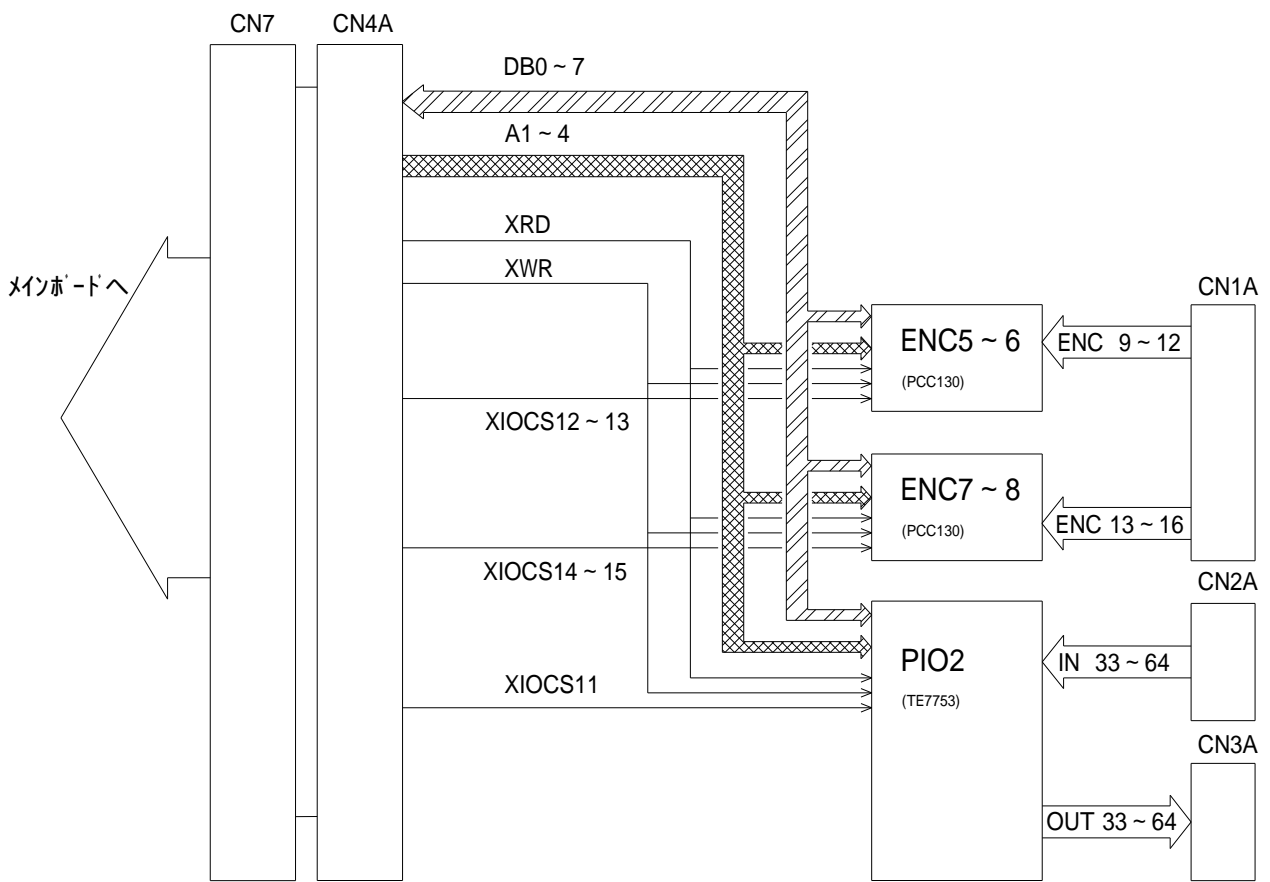 CN7
CN4A
DB0 ~ 7
A1 ~ 4
XRD
XWR
ﾒｲﾝﾎﾞｰﾄﾞへ
CN1A
ENC5 ~ 6
(PCC130)
ENC 9 ~ 12
XIOCS12 ~ 13
ENC7 ~ 8
(PCC130)
ENC 13 ~ 16
XIOCS14 ~ 15
CN2A
PIO2
(TE7753)
IN 33 ~ 64
XIOCS11
CN3A
OUT 33 ~ 64